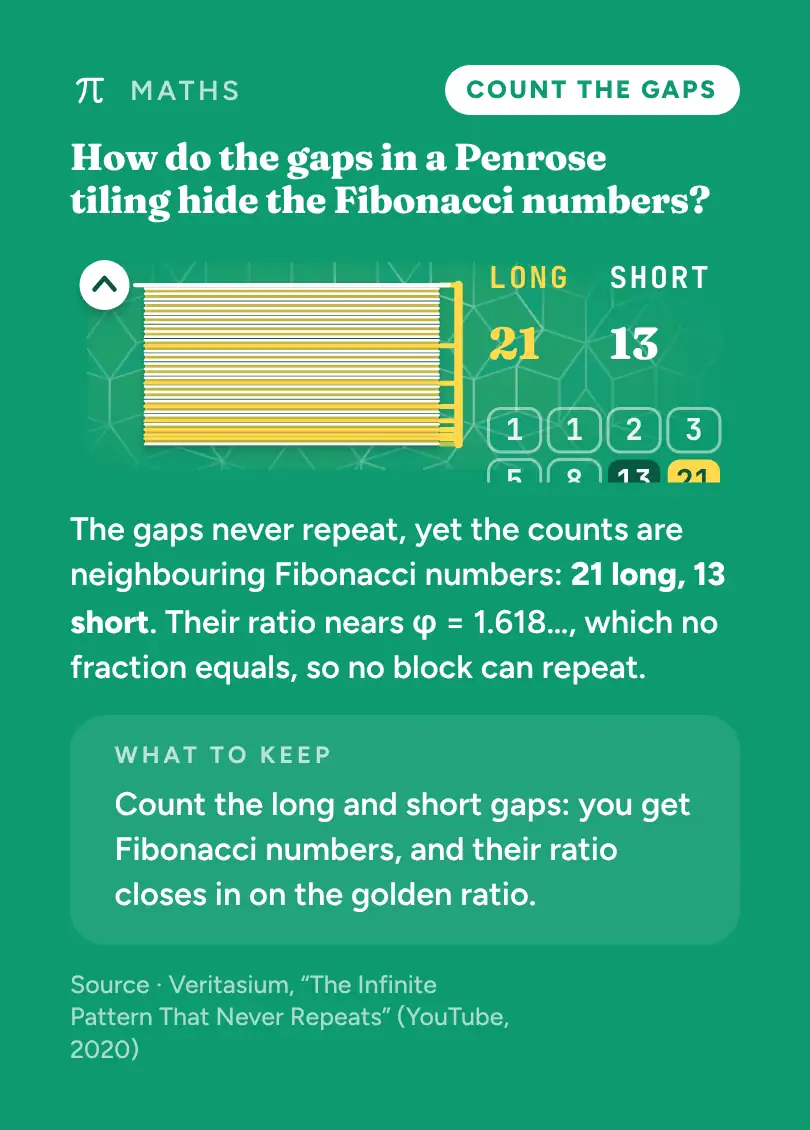 π MATHS
COUNT THE GAPS
How do the gaps in a Penrose
tiling hide the Fibonacci numbers?
LONG SHORT
21 13
1 1 2 3
5 8 13 21
The gaps never repeat, yet the counts are
neighbouring Fibonacci numbers: 21 long, 13
short. Their ratio nears φ = 1.618…, which no
fraction equals, so no block can repeat.
WHAT TO KEEP
Count the long and short gaps: you get
Fibonacci numbers, and their ratio
closes in on the golden ratio.
Source · Veritasium, “The Infinite
Pattern That Never Repeats” (YouTube,
2020)